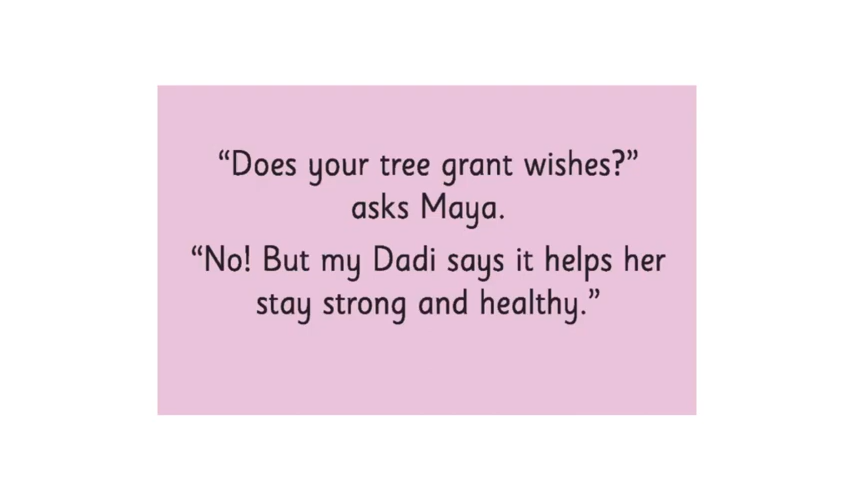 “Does your tree grant wishes?”
asks Maya.
“No! But my Dadi says it helps her
stay strong and healthy.”